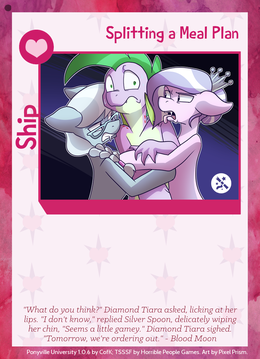 Splitting a Meal Plan
Ship
"What do you think?" Diamond Tiara asked, licking at her
lips. "I don't know," replied Silver Spoon, delicately wiping
her chin, "Seems a little gamey." Diamond Tiara sighed.
"Tomorrow, we're ordering out." – Blood Moon
Ponyville University 1.0.6 by CofK, TSSSF by Horrible People Games. Art by Pixel Prism.